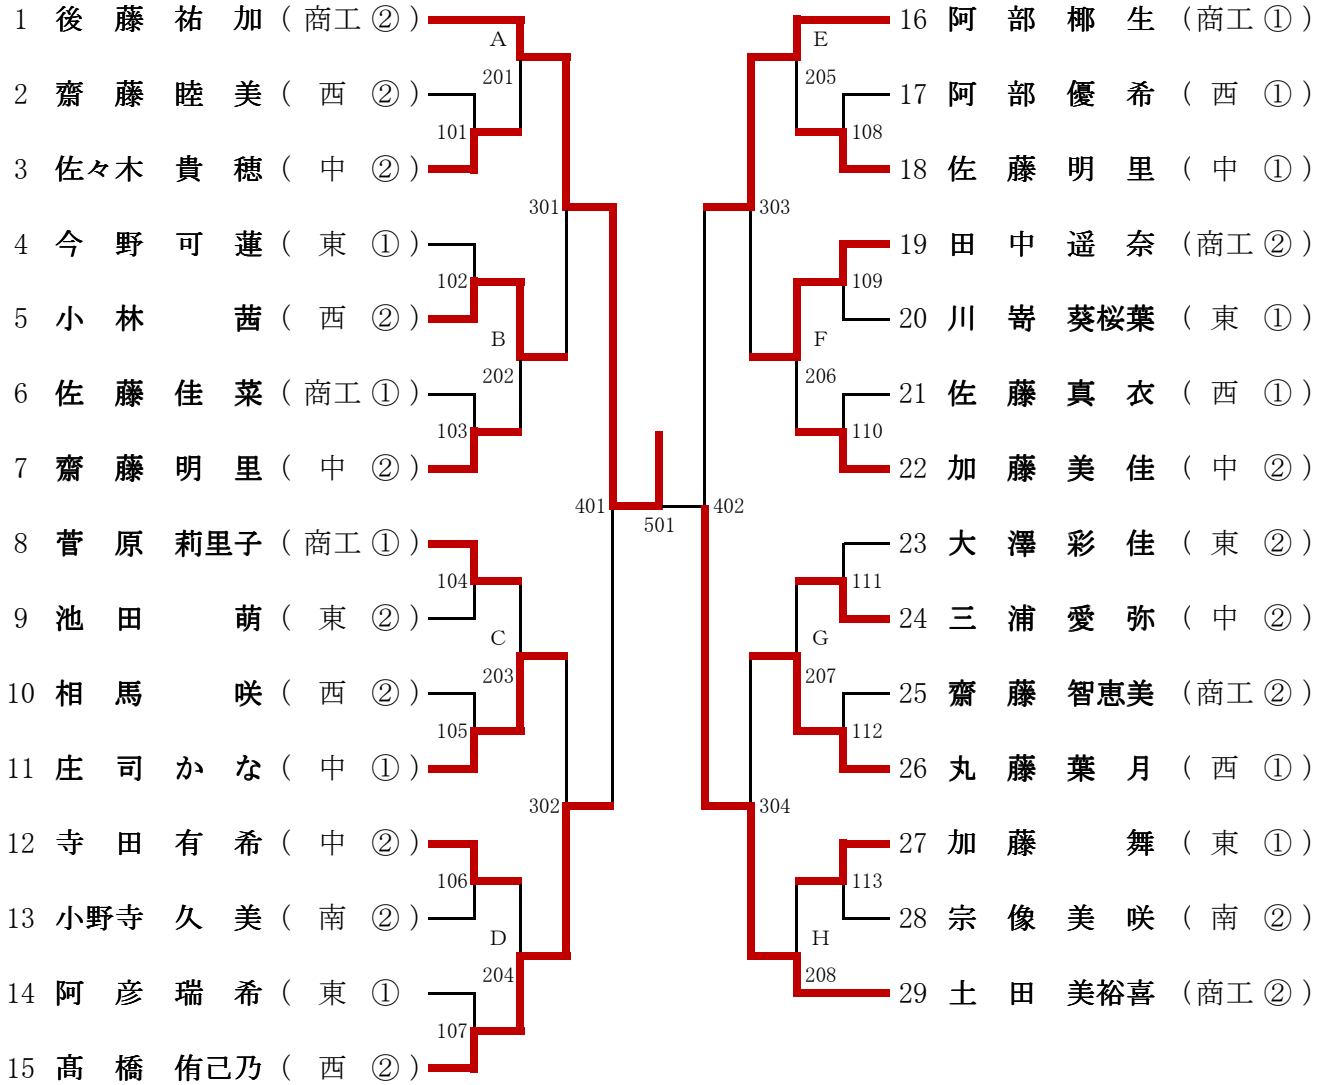 1 後藤祐加 (商工 ②)
A
201
2 齋藤睦美 (西 ②)
101
3 佐々木貴穂 (中 ②)
301
4 今野可蓮 (東 ①)
102
5 小林茜 (西 ②)
B
202
6 佐藤佳菜 (商工 ①)
103
7 齋藤明里 (中 ②)
401
8 菅原莉里子 (商工 ①)
104
9 池田萌 (東 ②)
C
203
10 相馬咲 (西 ②)
105
11 庄司かな (中 ①)
302
12 寺田有希 (中 ②)
106
13 小野寺久美 (南 ②)
D
204
14 阿彦瑞希 (東 ①
107
15 髙橋侑己乃 (西 ②)
501
16 阿部椰生 (商工 ①)
E
205
17 阿部優希 (西 ①)
108
18 佐藤明里 (中 ①)
303
19 田中遥奈 (商工 ②)
109
20 川嵜葵桜葉 (東 ①)
F
206
21 佐藤真衣 (西 ①)
110
22 加藤美佳 (中 ②)
402
23 大澤彩佳 (東 ②)
111
24 三浦愛弥 (中 ②)
G
207
25 齋藤智恵美 (商工 ②)
112
26 丸藤葉月 (西 ①)
304
27 加藤舞 (東 ①)
113
28 宗像美咲 (南 ②)
H
208
29 土田美裕喜 (商工 ②)